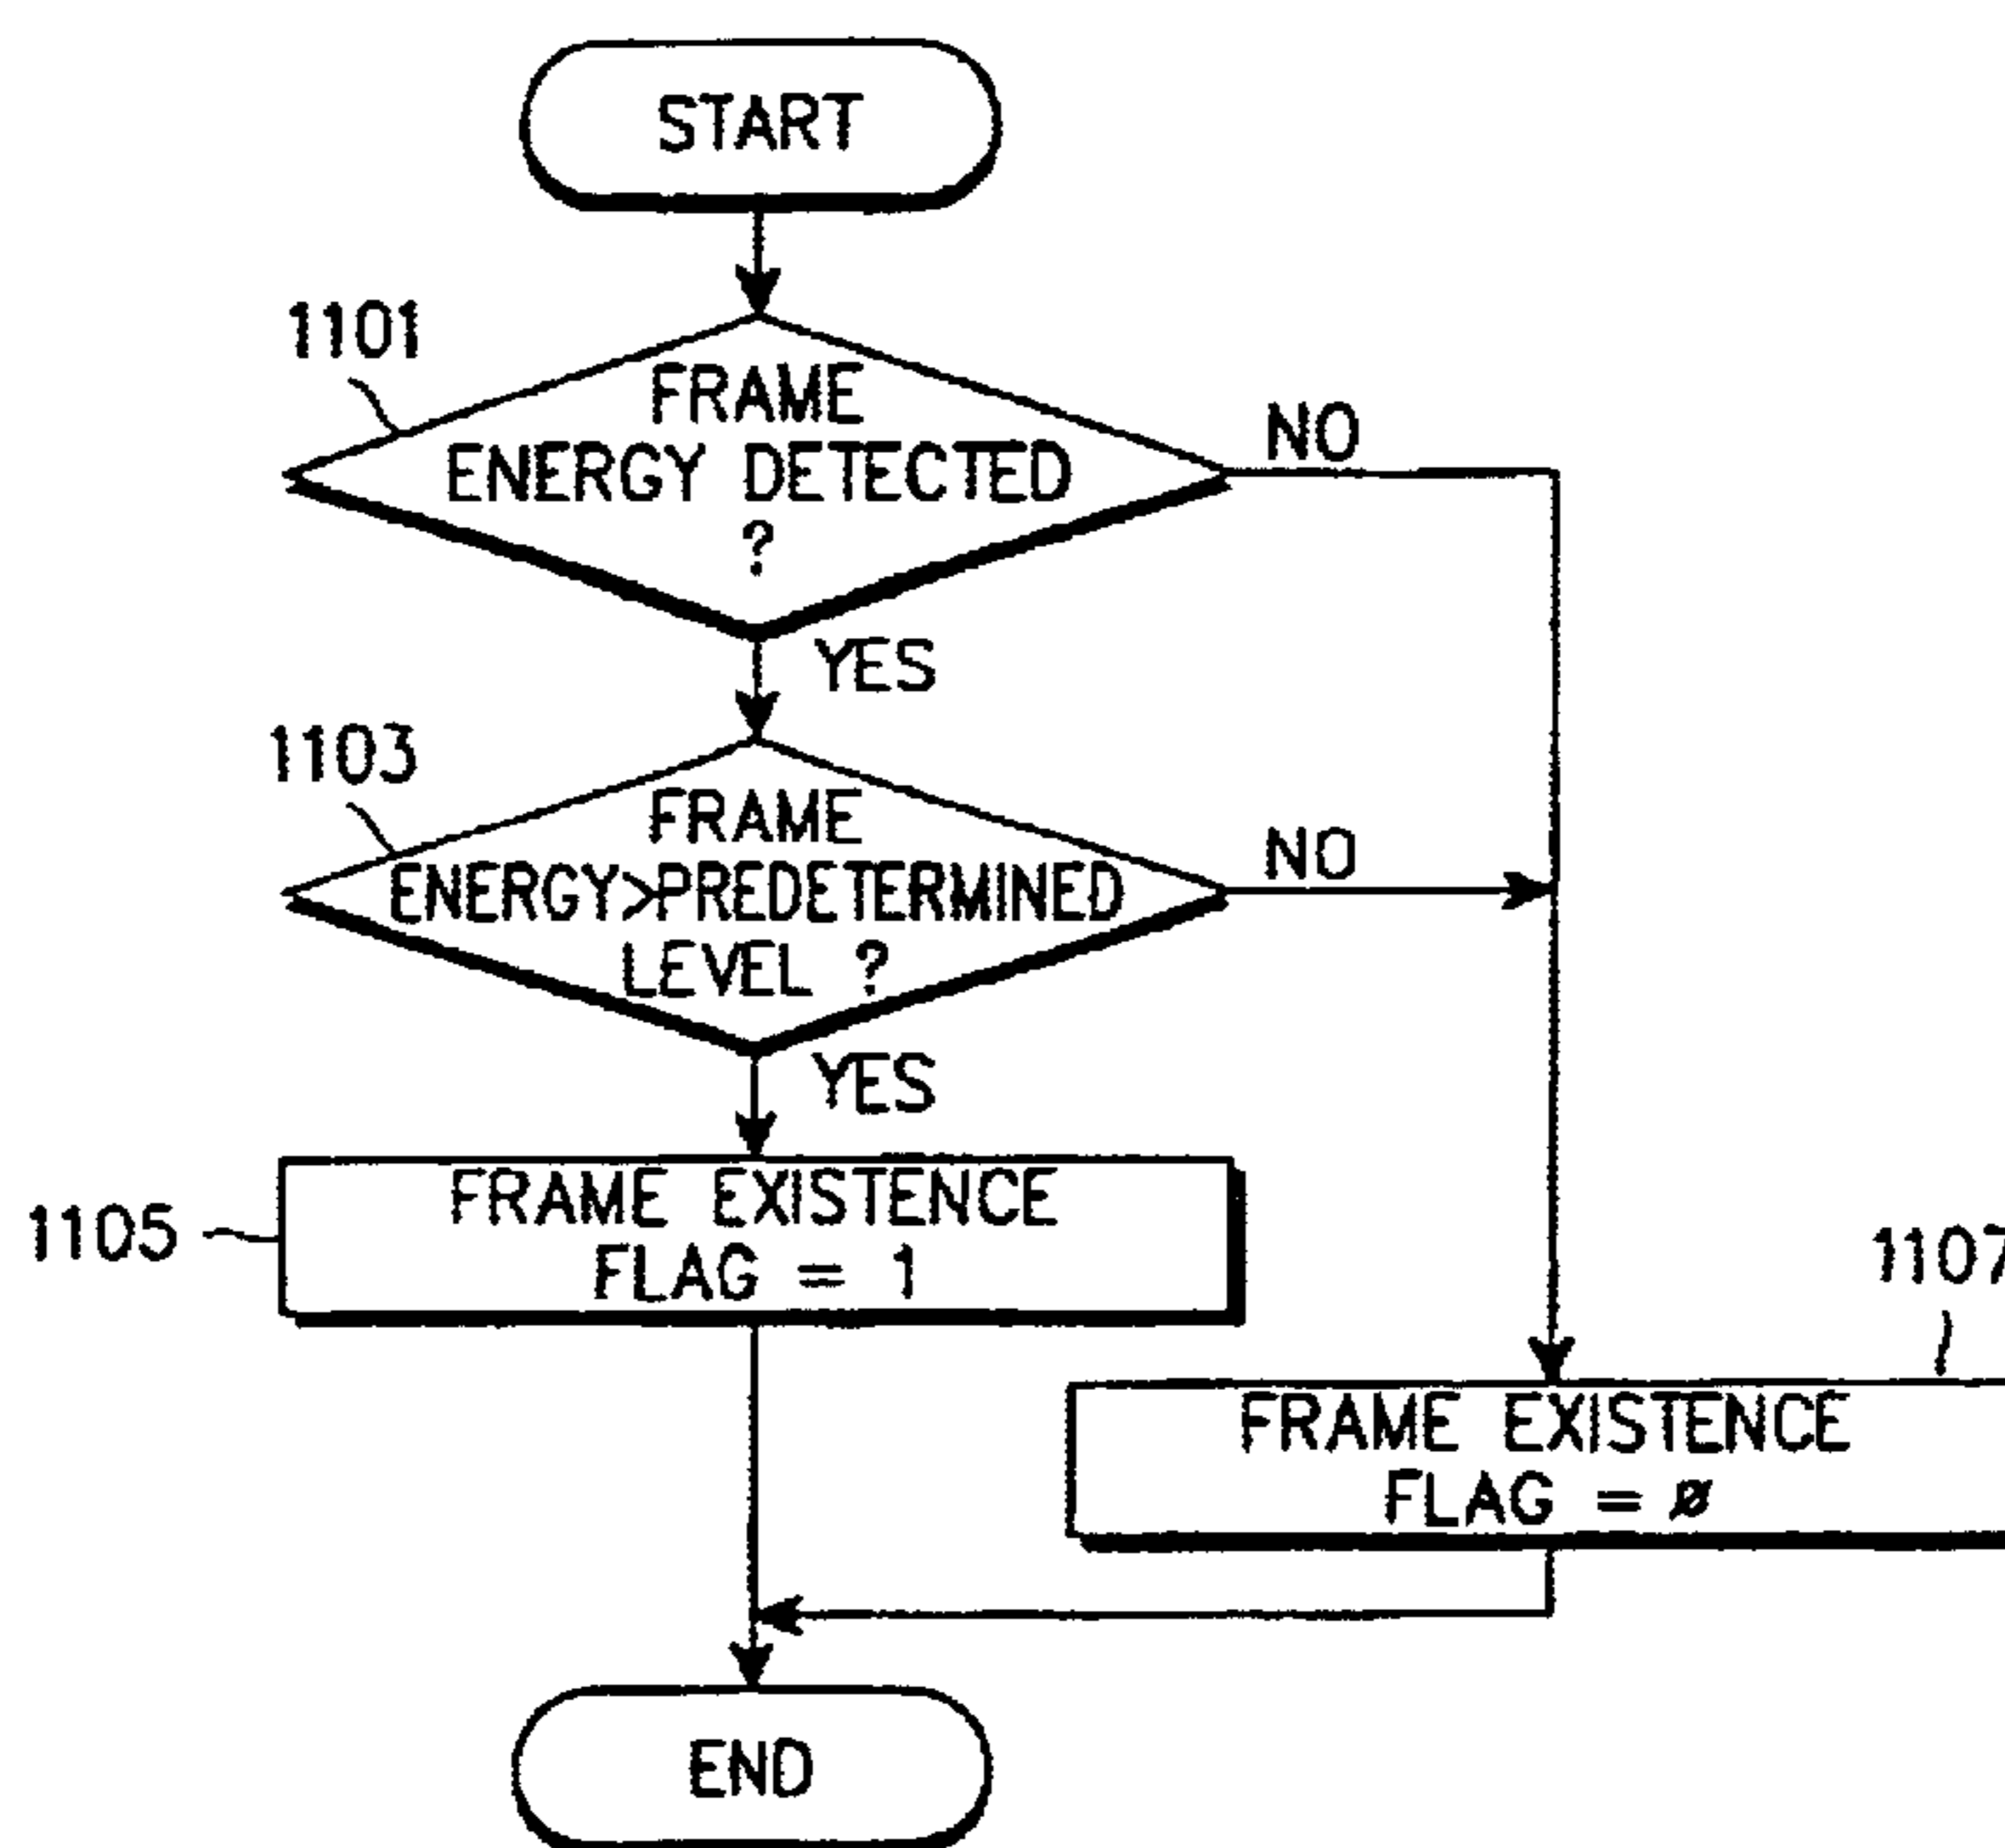 START
1101
FRAME
ENERGY DETECTED
?
NO
YES
1103
FRAME
ENERGY>PREDETERMINED
LEVEL ?
NO
YES
1105
FRAME EXISTENCE
FLAG = 1
1107
FRAME EXISTENCE
FLAG = Ø
END